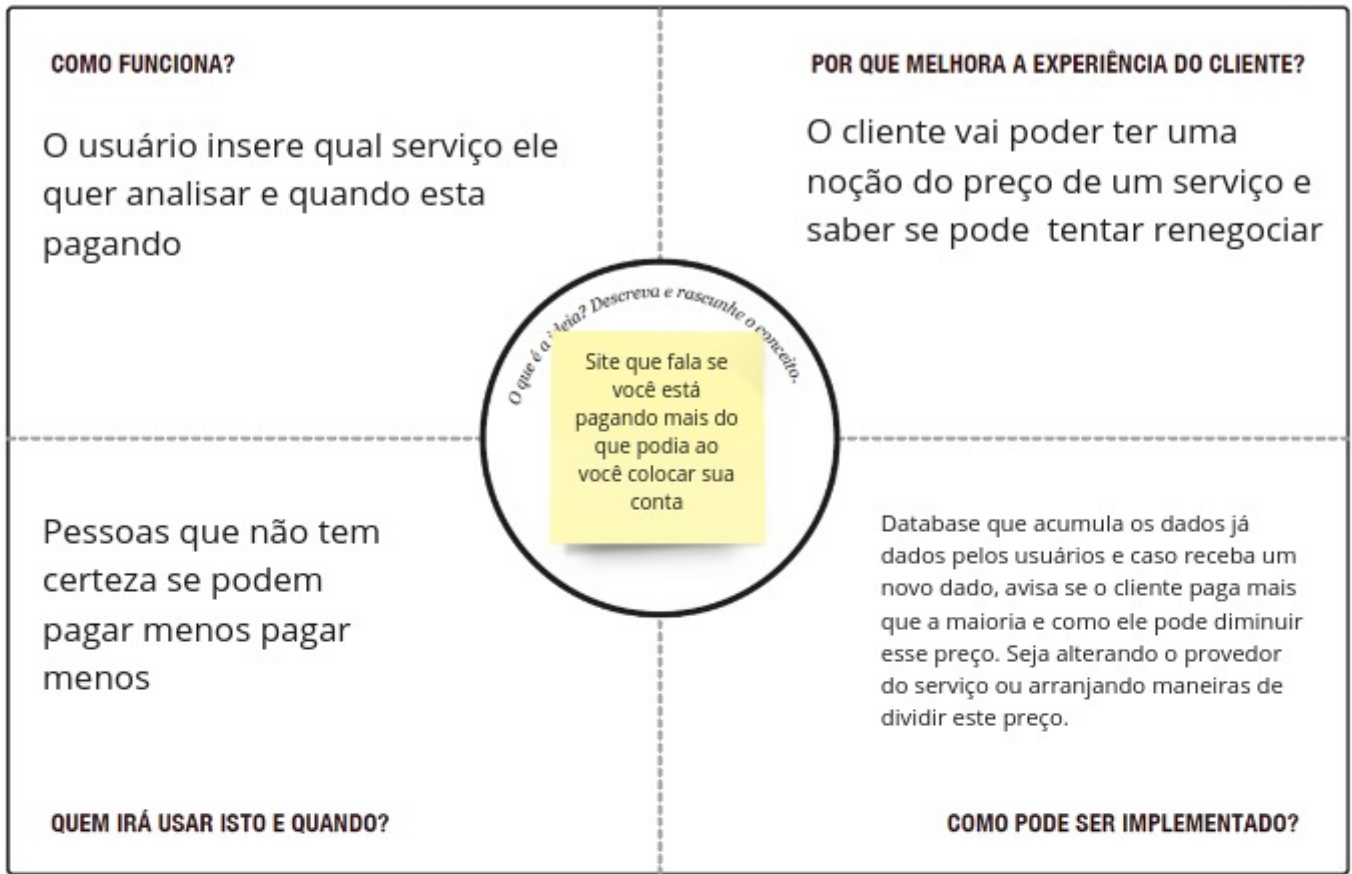 COMO FUNCIONA?
O usuário insere qual serviço ele
quer analisar e quando esta
pagando
POR QUE MELHORA A EXPERIÊNCIA DO CLIENTE?
O cliente vai poder ter uma
noção do preço de um serviço e
saber se pode tentar renegociar
O que é a ideia? Descreva e rascunhe o conceito.
Site que fala se
você está
pagando mais do
que podia ao
você colocar sua
conta
Pessoas que não tem
certeza se podem
pagar menos pagar
menos
QUEM IRÁ USAR ISTO E QUANDO?
Database que acumula os dados já
dados pelos usuários e caso receba um
novo dado, avisa se o cliente paga mais
que a maioria e como ele pode diminuir
esse preço. Seja alterando o provedor
do serviço ou arranjando maneiras de
dividir este preço.
COMO PODE SER IMPLEMENTADO?